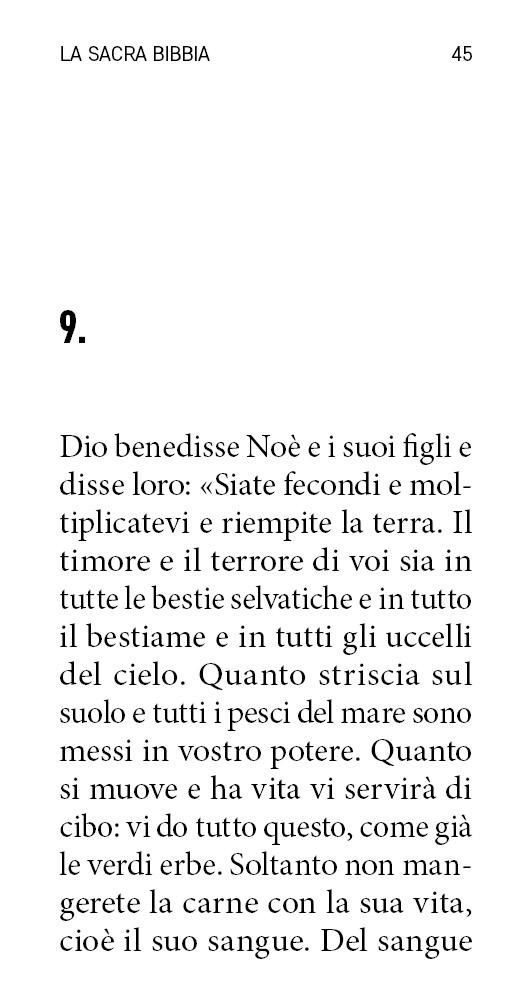 LA SACRA BIBBIA 45
9.
Dio benedisse Noè e i suoi figli e
disse loro: «Siate fecondi e mol-
tiplicatevi e riempite la terra. Il
timore e il terrore di voi sia in
tutte le bestie selvatiche e in tutto
il bestiame e in tutti gli uccelli
del cielo. Quanto striscia sul
suolo e tutti i pesci del mare sono
messi in vostro potere. Quanto
si muove e ha vita vi servirà di
cibo: vi do tutto questo, come già
le verdi erbe. Soltanto non man-
gerete la carne con la sua vita,
cioè il suo sangue. Del sangue